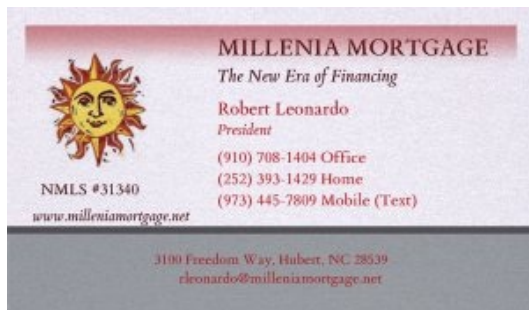 MILLENIA MORTGAGE
The New Era of Financing
Robert Leonardo
President
(910) 708-1404 Office
(252) 393-1429 Home
(973) 445-7809 Mobile (Text)
NMLS #31340
www.milleniamortgage.net
3100 Freedom Way, Hubert, NC 28539
rleonardo@milleniamortgage.net